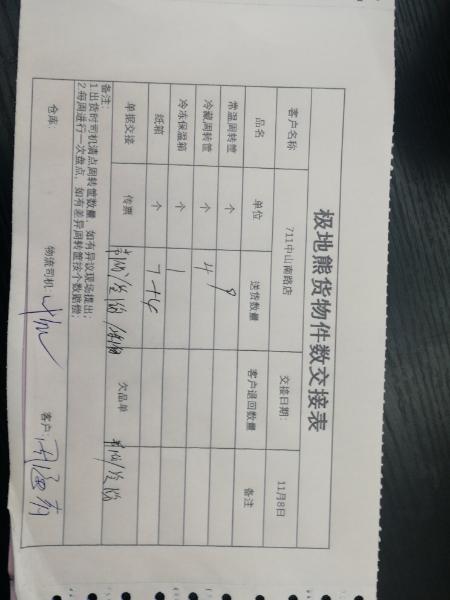 极地熊货物件数交接表
客户名称 711中山南路店 交接日期: 11月8日
品名 单位 送货数量 客户退回数量 备注
常温周转筐 个 9
冷藏周转筐 个 4
冷冻保温箱 个 1
纸箱 个
单据交接 传票 欠品单
备注:
1.出货时司机清点周转筐数量,如有异议现场提出;
2.每周进行一次盘点,如有差异周转筐按个数赔偿;
仓库: 物流司机: 客户: